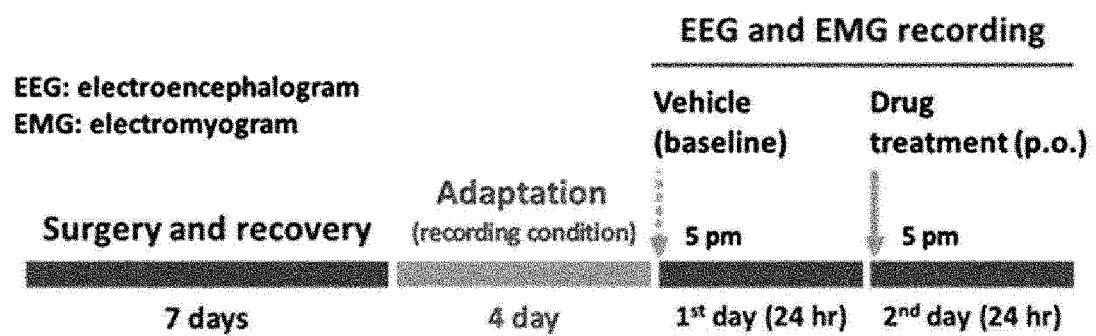 EEG and EMG recording
EEG: electroencephalogram
EMG: electromyogram
Vehicle
(baseline)
Drug
treatment (p.o.)
Adaptation
(recording condition)
Surgery and recovery
5 pm
5 pm
7 days
4 day
1st day (24 hr)
2nd day (24 hr)